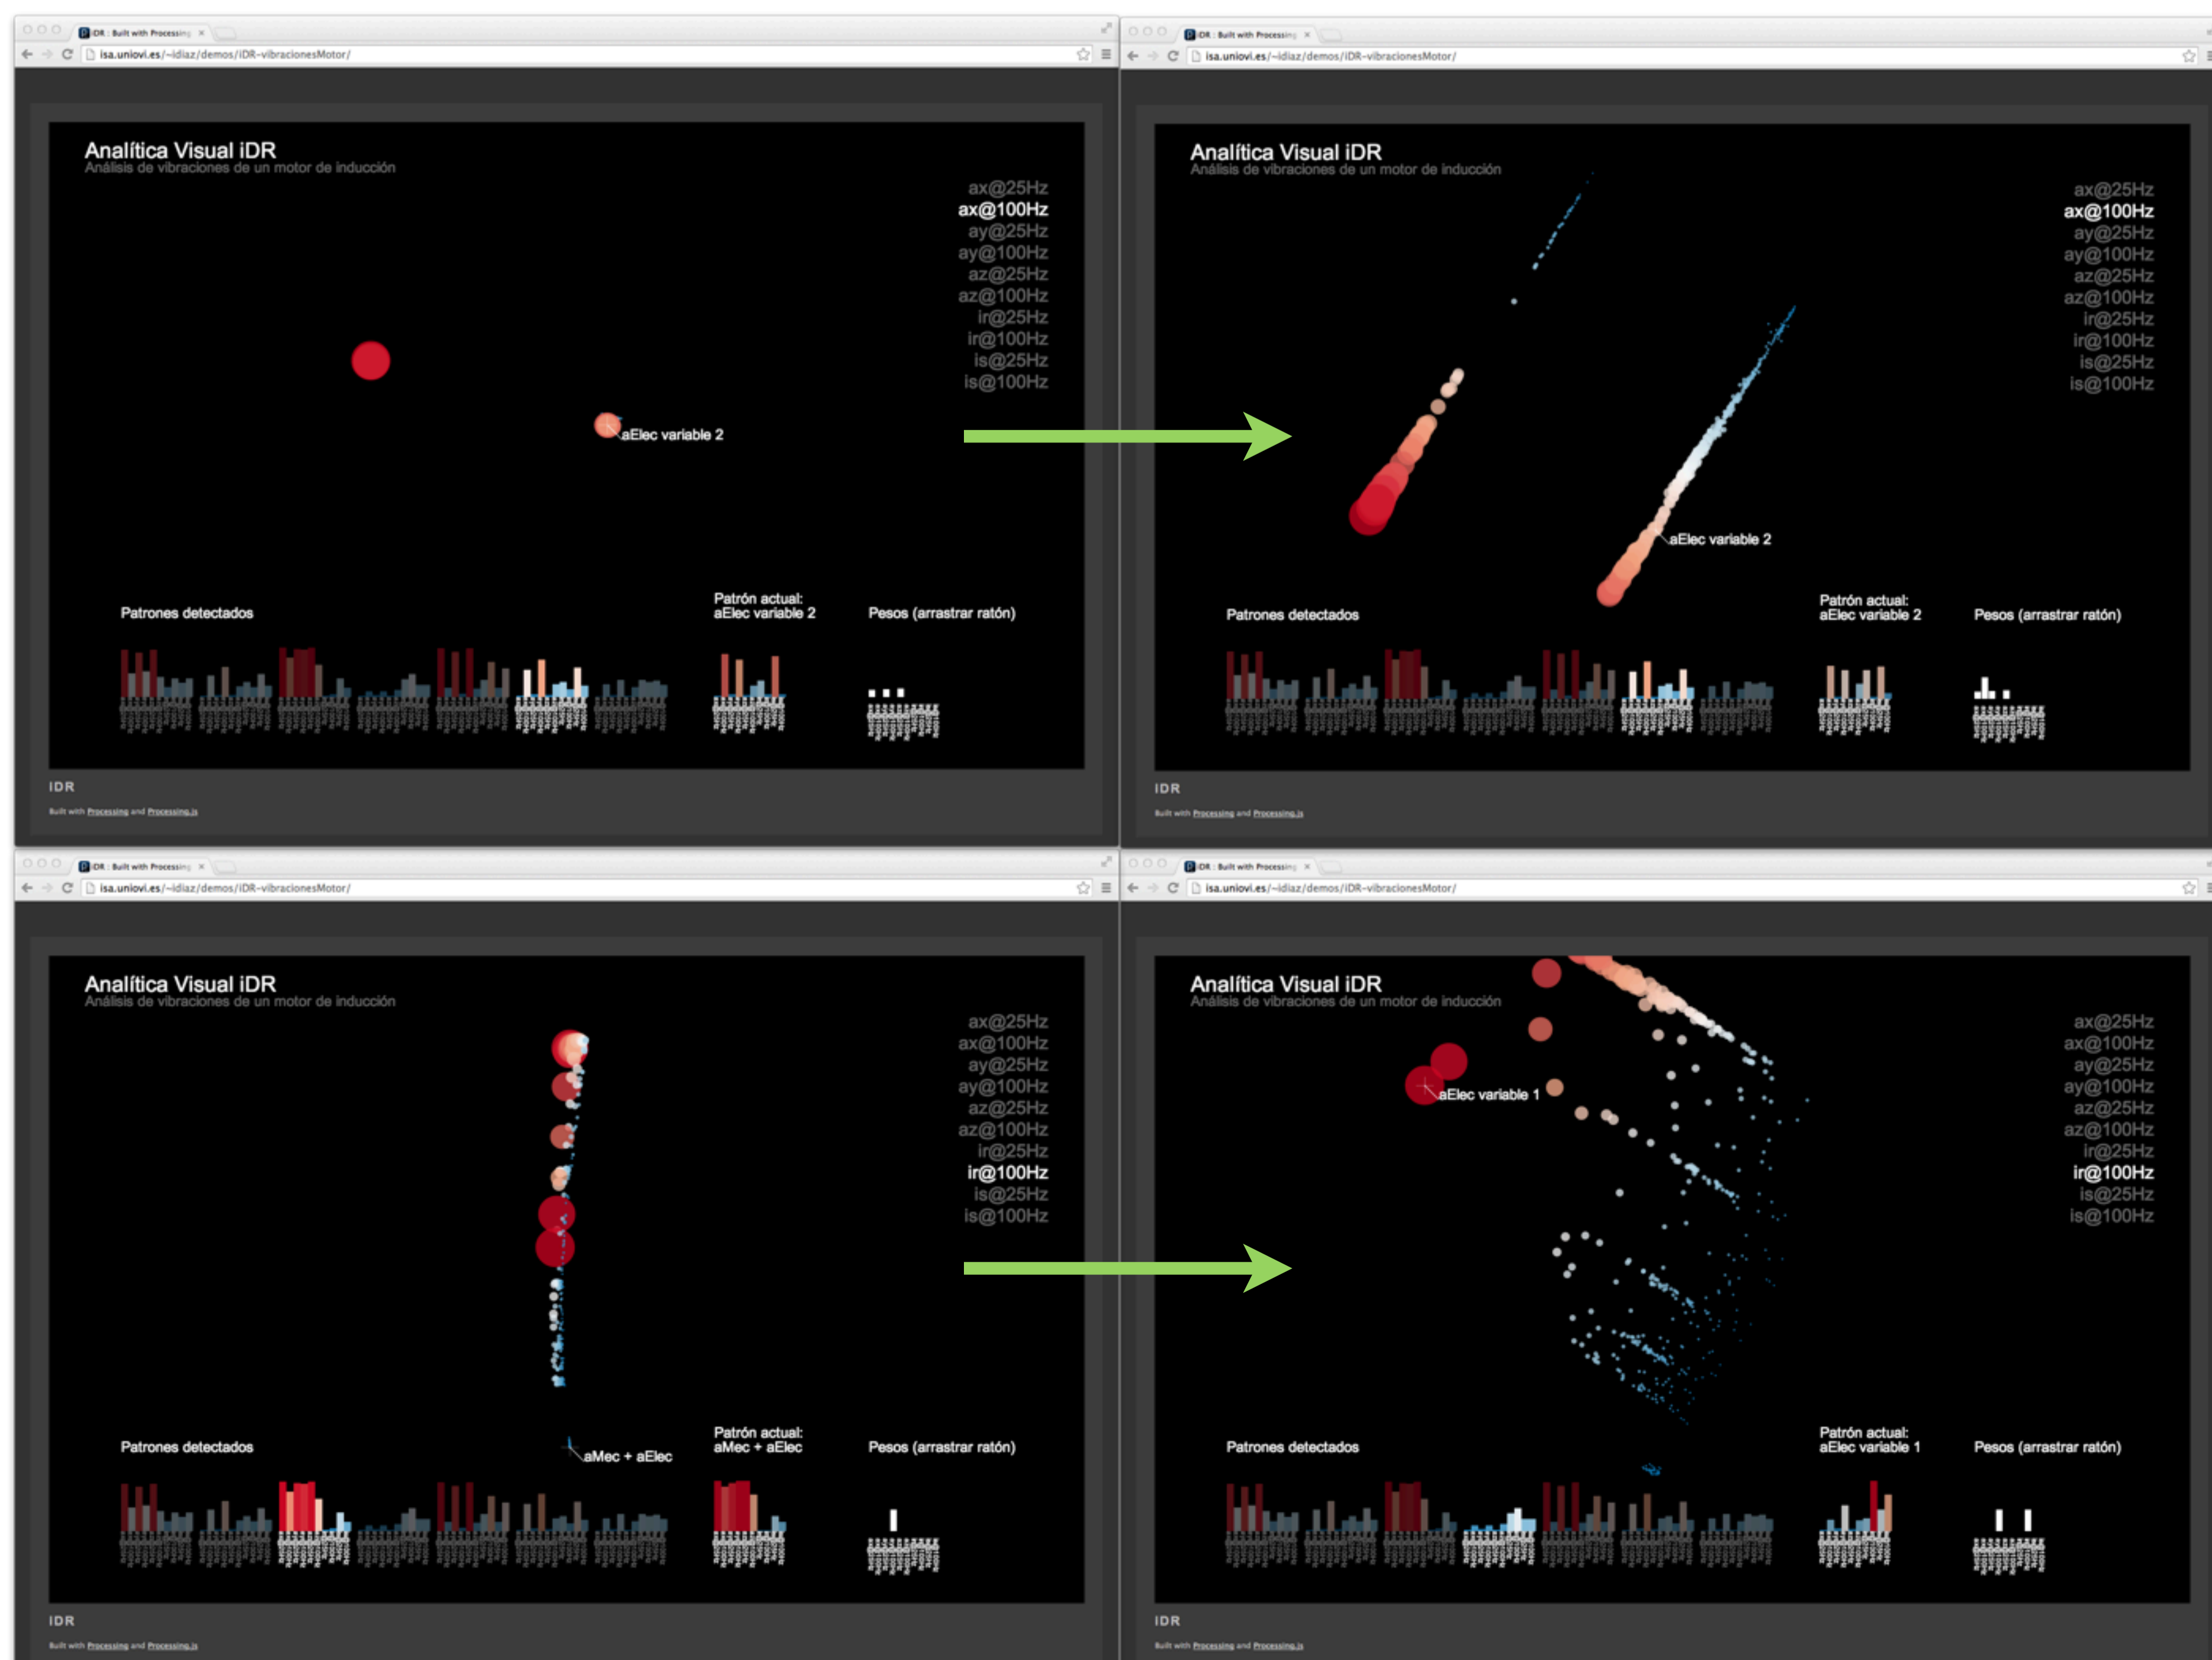 iDR : Built with Processing
isa.uniovi.es/~idiaz/demos/iDR-vibracionesMotor/
Analítica Visual iDR
Análisis de vibraciones de un motor de inducción
ax@25Hz
ax@100Hz
ay@25Hz
ay@100Hz
az@25Hz
az@100Hz
ir@25Hz
ir@100Hz
is@25Hz
is@100Hz
aElec variable 2
Patrones detectados
Patrón actual:
aElec variable 2
Pesos (arrastrar ratón)
iDR
Built with Processing and Processing.js
iDR : Built with Processing
isa.uniovi.es/~idiaz/demos/iDR-vibracionesMotor/
Analítica Visual iDR
Análisis de vibraciones de un motor de inducción
ax@25Hz
ax@100Hz
ay@25Hz
ay@100Hz
az@25Hz
az@100Hz
ir@25Hz
ir@100Hz
is@25Hz
is@100Hz
aElec variable 2
Patrones detectados
Patrón actual:
aElec variable 2
Pesos (arrastrar ratón)
iDR
Built with Processing and Processing.js
iDR : Built with Processing
isa.uniovi.es/~idiaz/demos/iDR-vibracionesMotor/
Analítica Visual iDR
Análisis de vibraciones de un motor de inducción
ax@25Hz
ax@100Hz
ay@25Hz
ay@100Hz
az@25Hz
az@100Hz
ir@25Hz
ir@100Hz
is@25Hz
is@100Hz
aMec + aElec
Patrones detectados
Patrón actual:
aMec + aElec
Pesos (arrastrar ratón)
iDR
Built with Processing and Processing.js
iDR : Built with Processing
isa.uniovi.es/~idiaz/demos/iDR-vibracionesMotor/
Analítica Visual iDR
Análisis de vibraciones de un motor de inducción
ax@25Hz
ax@100Hz
ay@25Hz
ay@100Hz
az@25Hz
az@100Hz
ir@25Hz
ir@100Hz
is@25Hz
is@100Hz
aElec variable 1
Patrones detectados
Patrón actual:
aElec variable 1
Pesos (arrastrar ratón)
iDR
Built with Processing and Processing.js